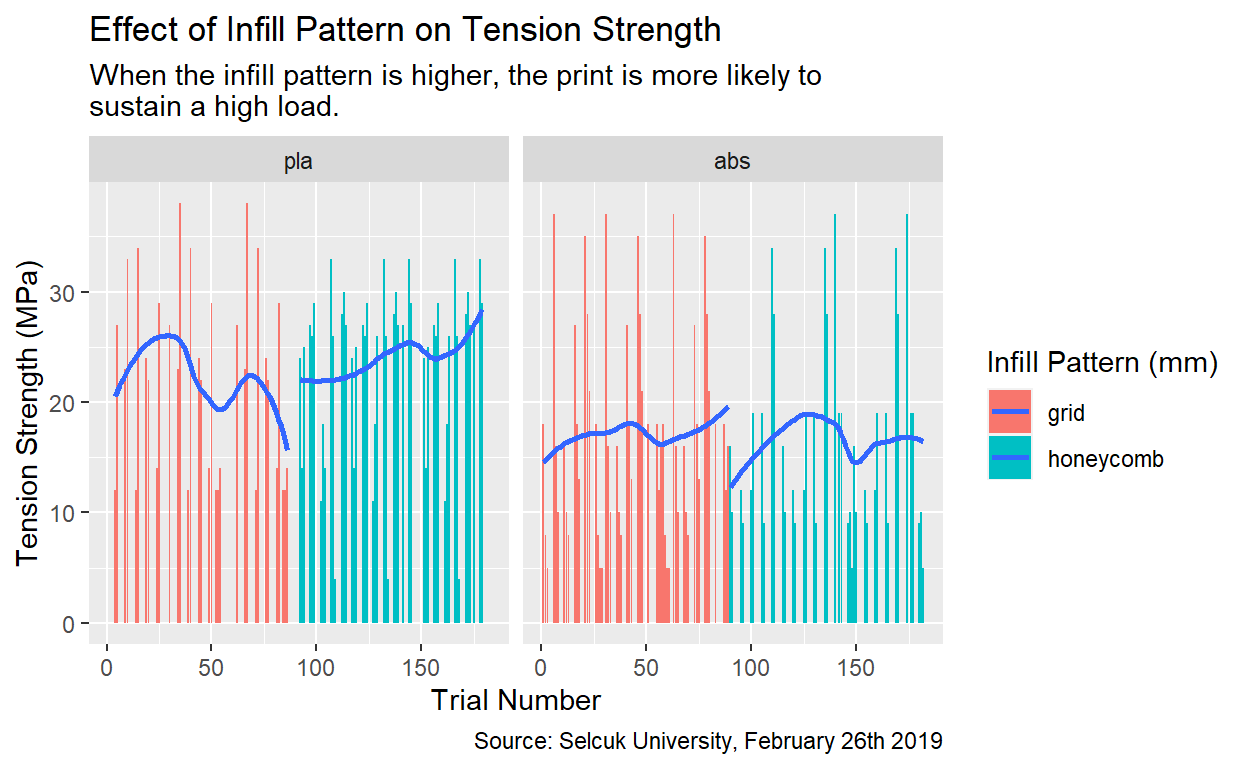 Effect of Infill Pattern on Tension Strength
When the infill pattern is higher, the print is more likely to
sustain a high load.
pla
abs
Tension Strength (MPa)
30
20
10
0
0 50 100 150
0 50 100 150
Trial Number
Infill Pattern (mm)
grid
honeycomb
Source: Selcuk University, February 26th 2019